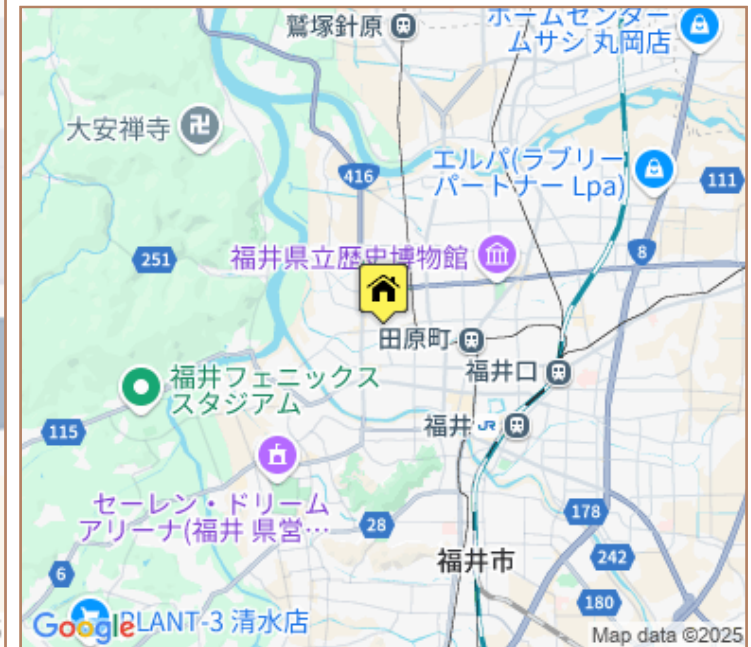 鷲塚針原
ホームセンター
ムサシ 丸岡店
大安禅寺
エルパ(ラブリー
パートナー Lpa)
416
111
251
福井県立歴史博物館
8
田原町
福井フェニックス
スタジアム
福井口
福井 JR
115
セーレン・ドリーム
アリーナ(福井 県営…
28
178
242
福井市
6
180
Google
PLANT-3 清水店
Map data ©2025